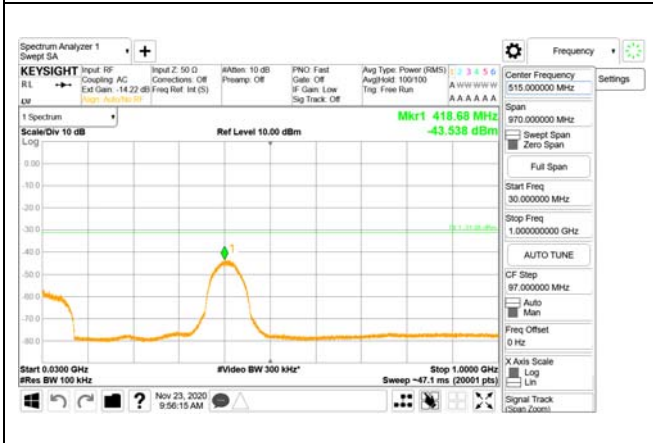 Spectrum Analyzer 1
Swept SA
Frequency
KEYSIGHT
Input: RF
Coupling: AC
Ext Gain: -14.22 dB
Align: Auto/No RF
Input Z: 50 Ω
Corrections: Off
Freq Ref: Int (S)
#Atten: 10 dB
Preamp: Off
PNO: Fast
Gate: Off
IF Gain: Low
Sig Track: Off
Avg Type: Power (RMS)
Avg|Hold: 100/100
Trig: Free Run
1 2 3 4 5 6
A W W W W W
A A A A A A
RL
Center Frequency
515.000000 MHz
Settings
Span
970.000000 MHz
Swept Span
Zero Span
Full Span
Start Freq
30.000000 MHz
Stop Freq
1.000000000 GHz
AUTO TUNE
CF Step
97.000000 MHz
Auto
Man
Freq Offset
0 Hz
X Axis Scale
Log
Lin
Signal Track
(Span Zoom)
1 Spectrum
Scale/Div 10 dB
Ref Level 10.00 dBm
Mkr1 418.68 MHz
-43.538 dBm
Log
0.00
-10.0
-20.0
-30.0
-40.0
-50.0
-60.0
-70.0
-80.0
1
Start 0.0300 GHz
#Video BW 300 kHz*
Stop 1.0000 GHz
#Res BW 100 kHz
Sweep ~47.1 ms (20001 pts)
?
Nov 23, 2020
9:56:15 AM